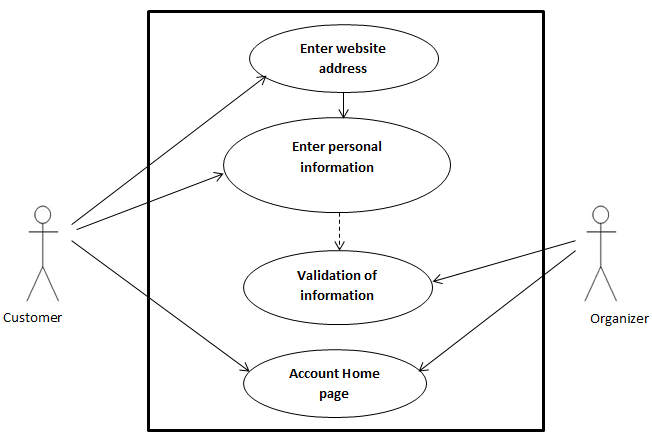 Enter website
address
Enter personal
information
Validation of
information
Customer
Organizer
Account Home
page